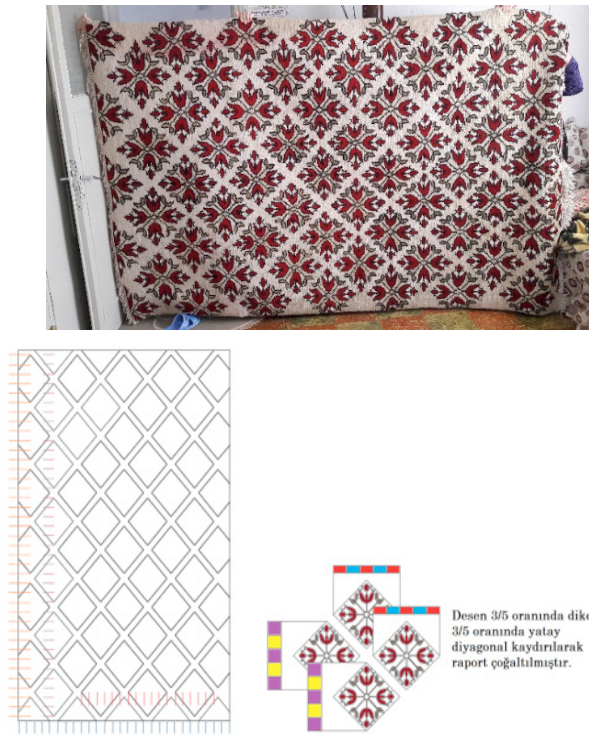 Desen 3/5 oranında dike
3/5 oranında yatay
diyagonal kaydırılarak
raport çoğaltılmıştır.